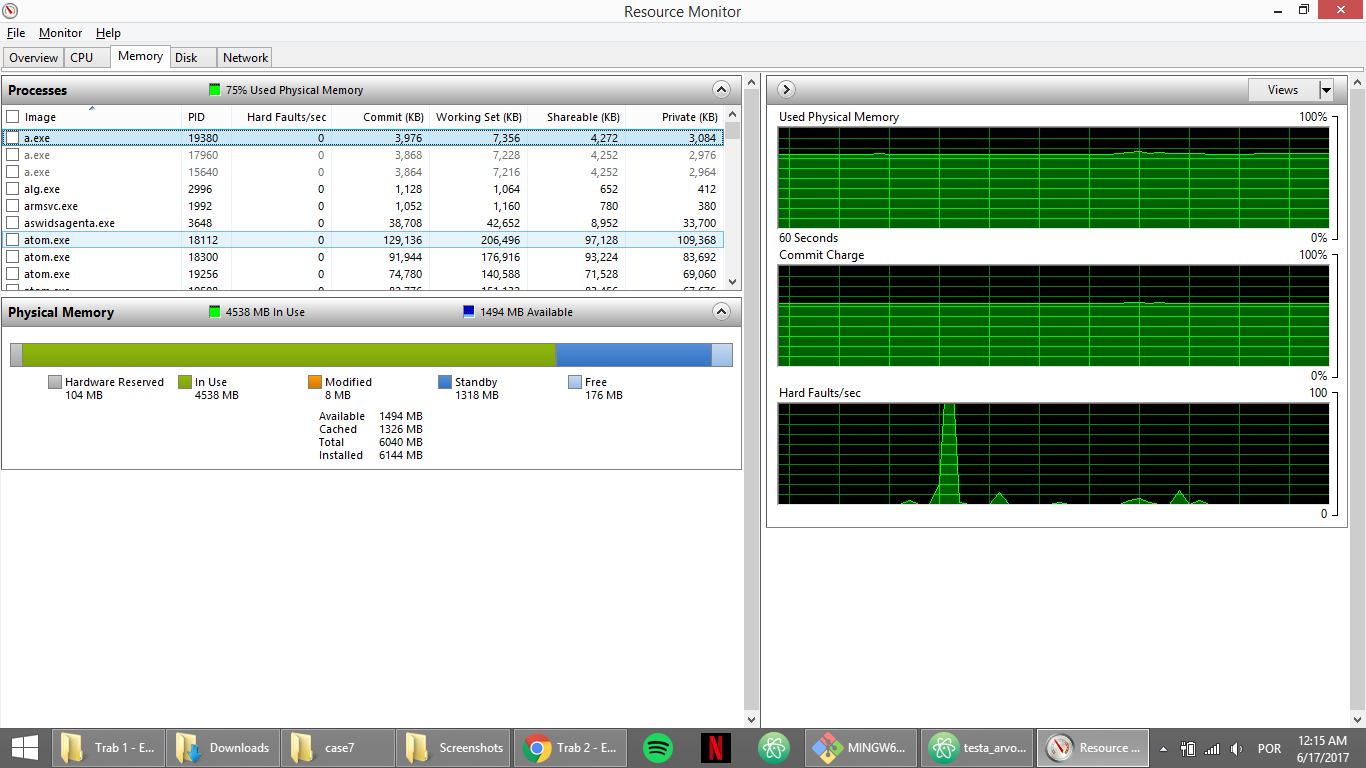 Resource Monitor
File Monitor Help
Overview CPU Memory Disk Network
Processes 75% Used Physical Memory
Image PID Hard Faults/sec Commit (KB) Working Set (KB) Shareable (KB) Private (KB)
a.exe 19380 0 3,976 7,356 4,272 3,084
a.exe 17960 0 3,868 7,228 4,252 2,976
a.exe 15640 0 3,864 7,216 4,252 2,964
alg.exe 2996 0 1,128 1,064 652 412
armsvc.exe 1992 0 1,052 1,160 780 380
aswidsagenta.exe 3648 0 38,708 42,652 8,952 33,700
atom.exe 18112 0 129,136 206,496 97,128 109,368
atom.exe 18300 0 91,944 176,916 93,224 83,692
atom.exe 19256 0 74,780 140,588 71,528 69,060
Physical Memory 4538 MB In Use 1494 MB Available
Hardware Reserved In Use Modified Standby Free
104 MB 4538 MB 8 MB 1318 MB 176 MB
Available 1494 MB
Cached 1326 MB
Total 6040 MB
Installed 6144 MB
Views
Used Physical Memory 100%
60 Seconds 0%
Commit Charge 100%
0%
Hard Faults/sec 100
0
Trab 1 - E... Downloads case7 Screenshots Trab 2 - E... N MINGW6... testa_arvo... Resource ... POR 12:15 AM
6/17/2017